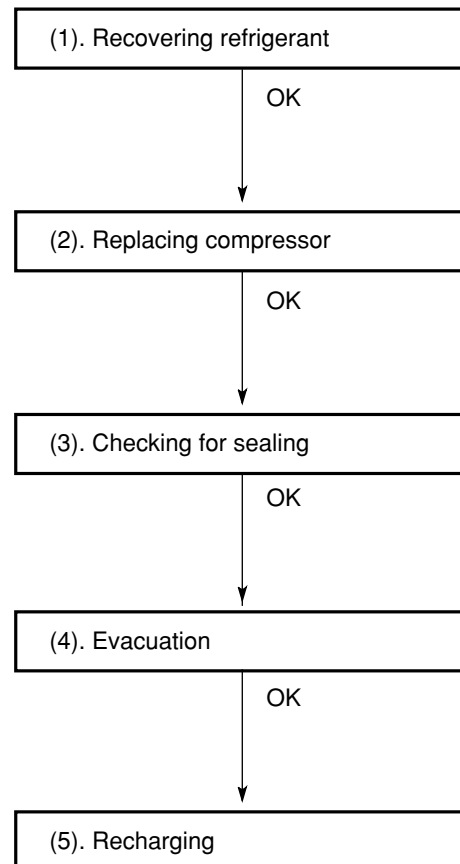 (1). Recovering refrigerant
OK
(2). Replacing compressor
OK
(3). Checking for sealing
OK
(4). Evacuation
OK
(5). Recharging